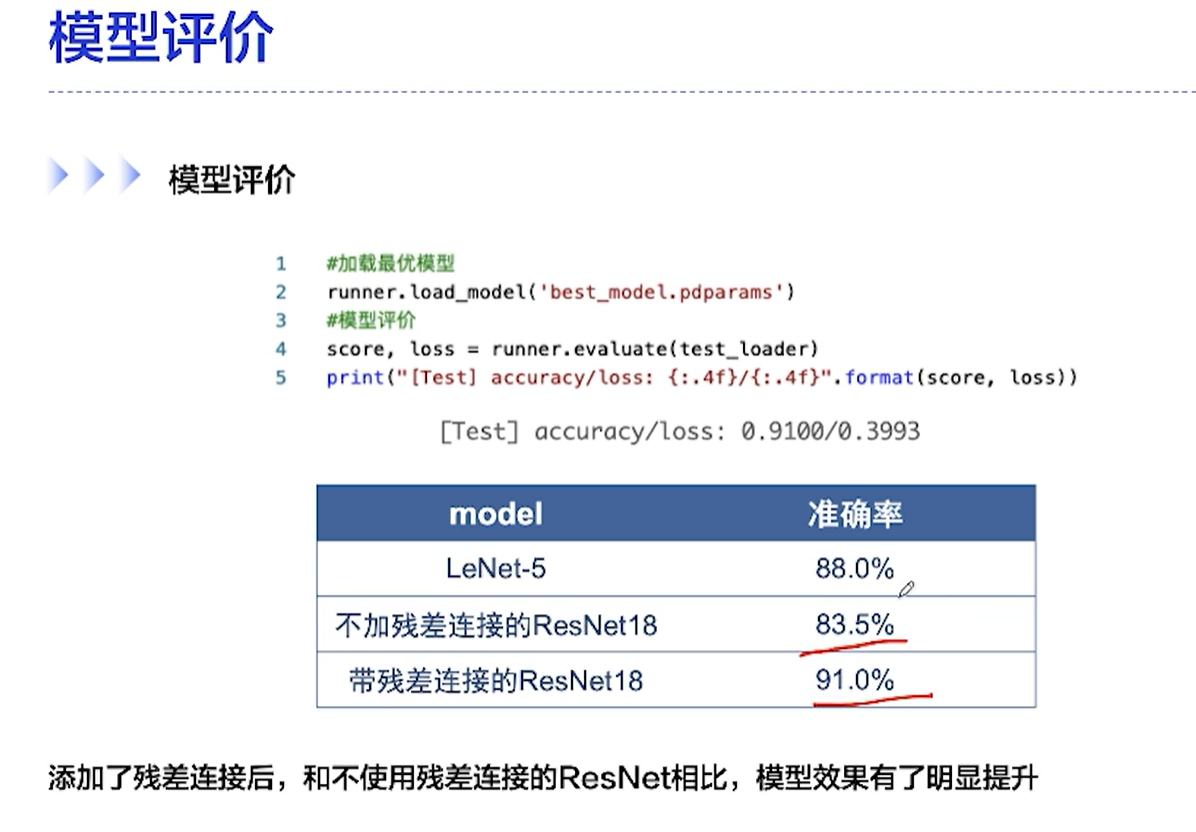 模型评价
模型评价
1 #加载最优模型
2 runner.load_model('best_model.pdparams')
3 #模型评价
4 score, loss = runner.evaluate(test_loader)
5 print("[Test] accuracy/loss: {:.4f}/{:.4f}".format(score, loss))
[Test] accuracy/loss: 0.9100/0.3993
model 准确率
LeNet-5 88.0%
不加残差连接的ResNet18 83.5%
带残差连接的ResNet18 91.0%
添加了残差连接后，和不使用残差连接的ResNet相比，模型效果有了明显提升